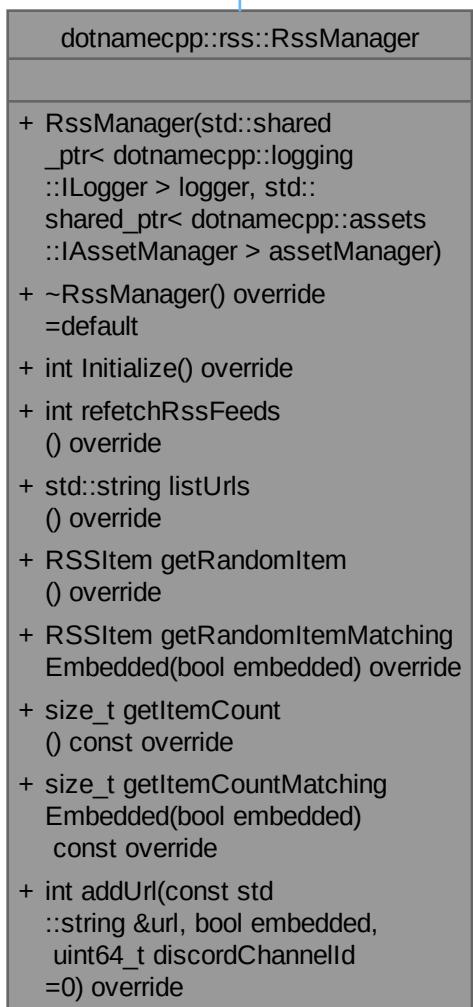 dotnamecpp::rss::RssManager
+ RssManager(std::shared
_ptr< dotnamecpp::logging
::ILogger > logger, std::
shared_ptr< dotnamecpp::assets
::IAssetManager > assetManager)
+ ~RssManager() override
=default
+ int Initialize() override
+ int refetchRssFeeds
() override
+ std::string listUrls
() override
+ RSSItem getRandomItem
() override
+ RSSItem getRandomItemMatching
Embedded(bool embedded) override
+ size_t getItemCount
() const override
+ size_t getItemCountMatching
Embedded(bool embedded)
const override
+ int addUrl(const std
::string &url, bool embedded,
uint64_t discordChannelId
=0) override